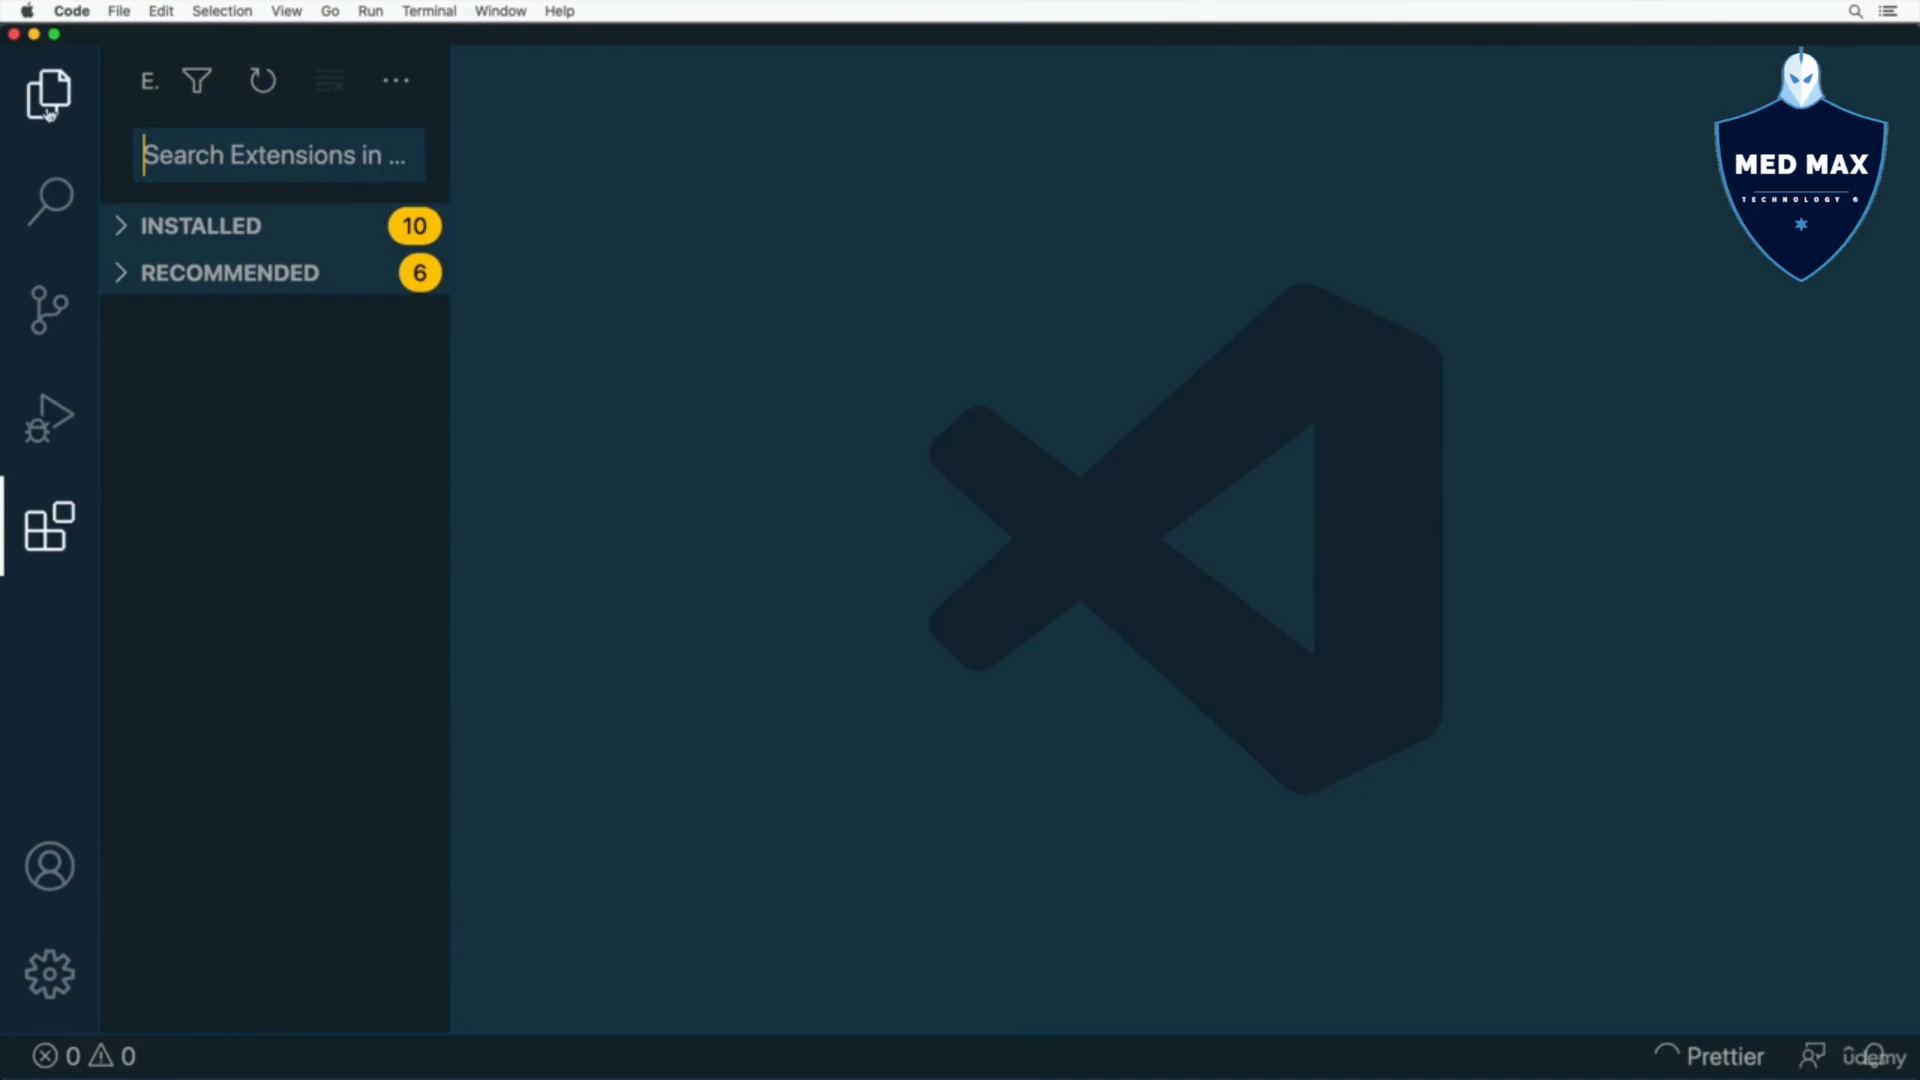 Code File Edit Selection View Go Run Terminal Window Help
E.
Search Extensions in ...
INSTALLED 10
RECOMMENDED 6
MED MAX
TECHNOLOGY ®
0 0
Prettier
ûdemy